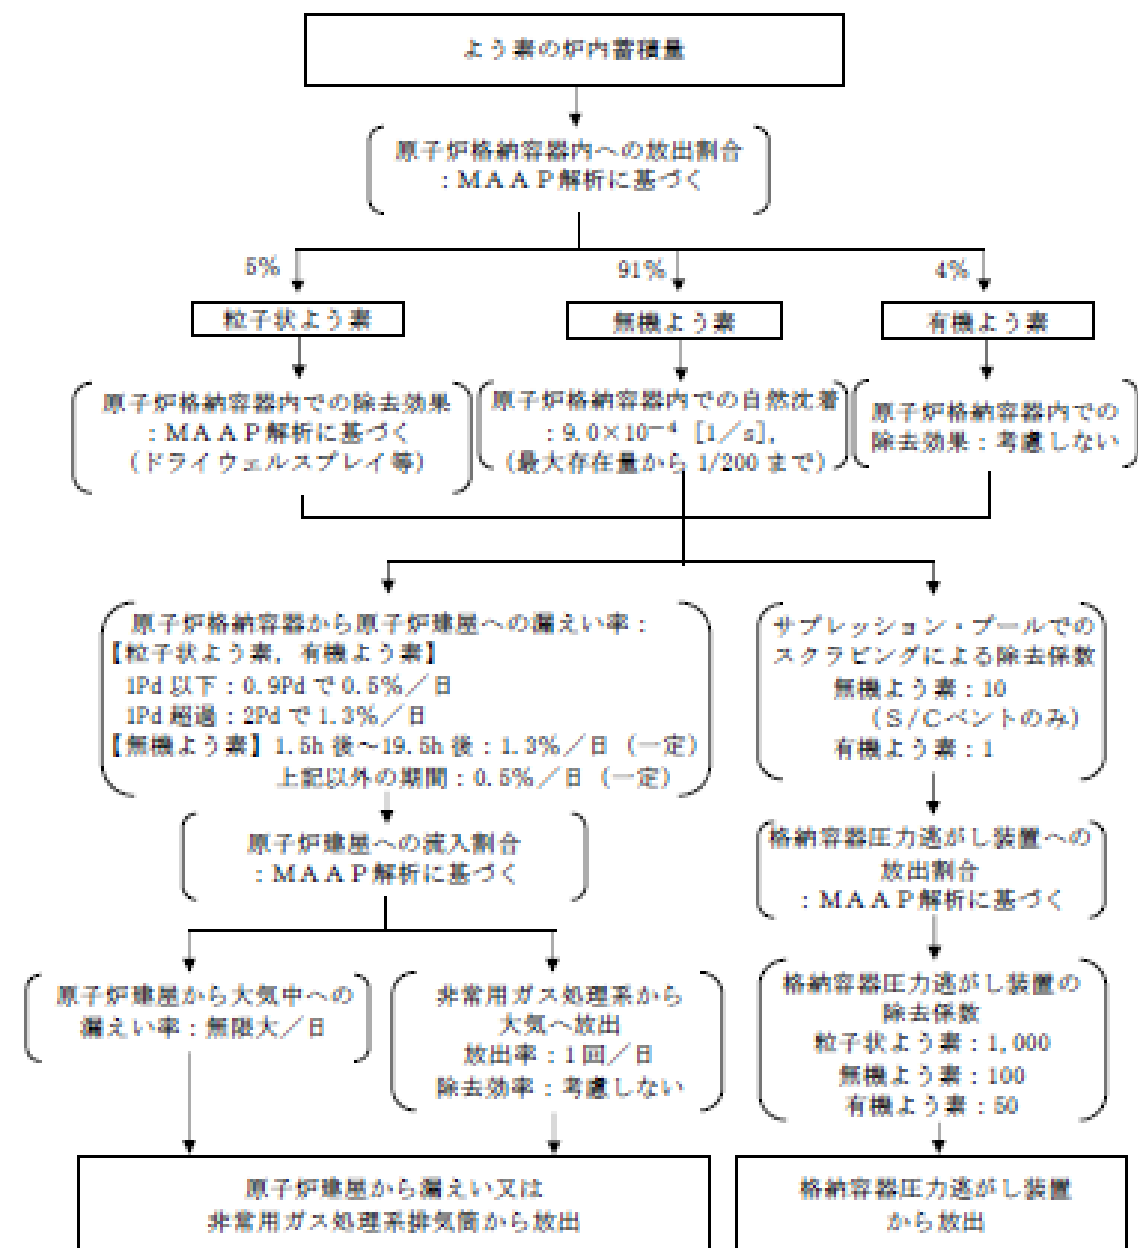 よう素の炉内蓄積量
原子炉格納容器内への放出割合
：ＭＡＡＰ解析に基づく
5%
91%
4%
粒子状よう素
無機よう素
有機よう素
原子炉格納容器内での除去効果
：ＭＡＡＰ解析に基づく
（ドライウェルスプレイ等）
原子炉格納容器内での自然沈着
：9.0×10⁻⁴ [1／s],
（最大存在量から 1/200 まで）
原子炉格納容器内での
除去効果：考慮しない
原子炉格納容器から原子炉建屋への漏えい率：
【粒子状よう素，有機よう素】
1Pd 以下：0.9Pd で 0.5%／日
1Pd 超過：2Pd で 1.3%／日
【無機よう素】1.5h 後～19.5h 後：1.3%／日（一定）
上記以外の期間：0.5%／日（一定）
サプレッション・プールでの
スクラビングによる除去係数
無機よう素：10
（Ｓ/Ｃベントのみ）
有機よう素：1
原子炉建屋への流入割合
：ＭＡＡＰ解析に基づく
格納容器圧力逃がし装置への
放出割合
：ＭＡＡＰ解析に基づく
原子炉建屋から大気中への
漏えい率：無限大／日
非常用ガス処理系から
大気へ放出
放出率：1 回／日
除去効率：考慮しない
格納容器圧力逃がし装置の
除去係数
粒子状よう素：1,000
無機よう素：100
有機よう素：50
原子炉建屋から漏えい又は
非常用ガス処理系排気筒から放出
格納容器圧力逃がし装置
から放出